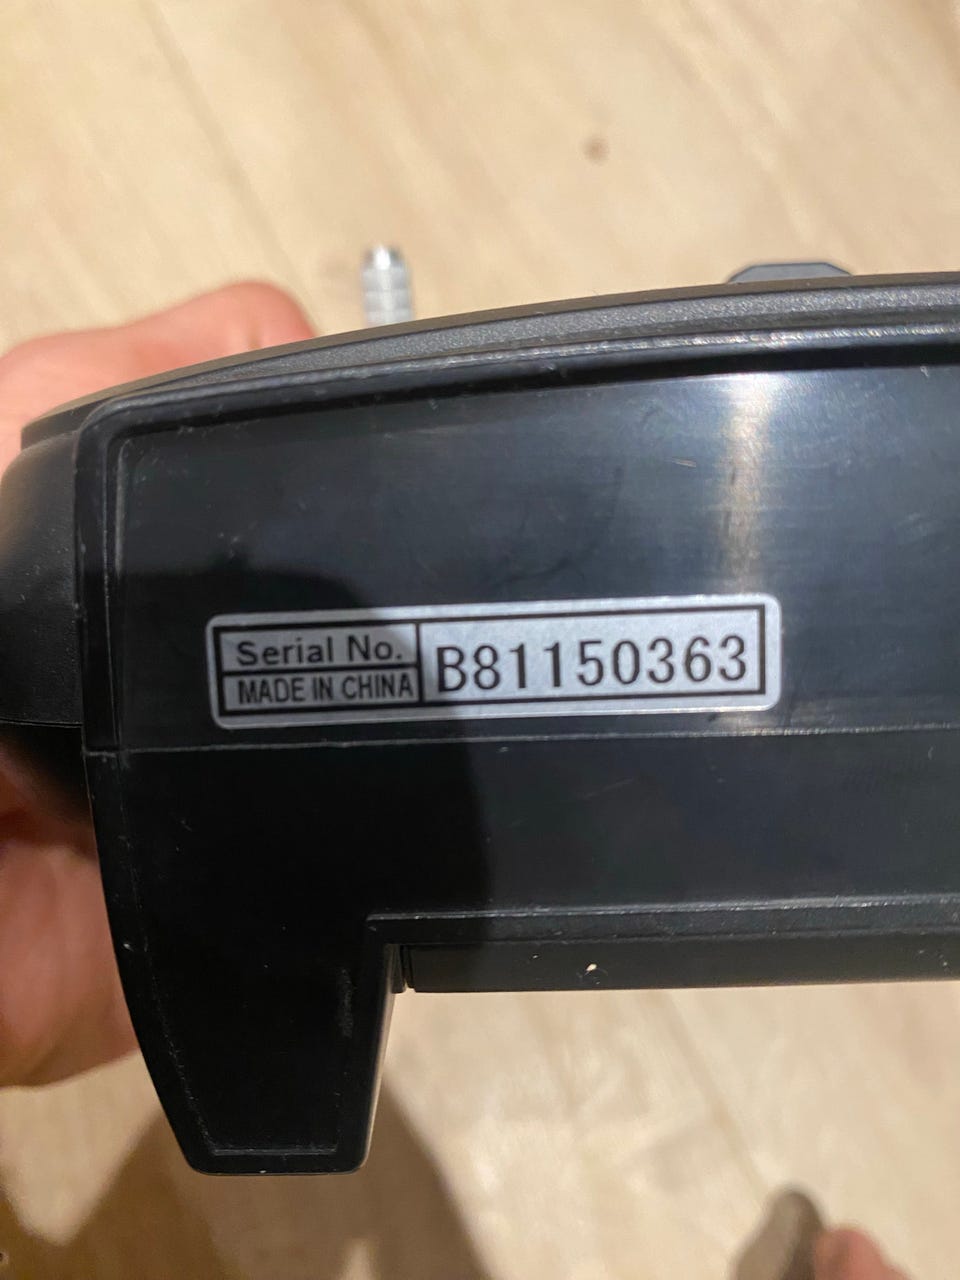 Serial No.
MADE IN CHINA
B81150363